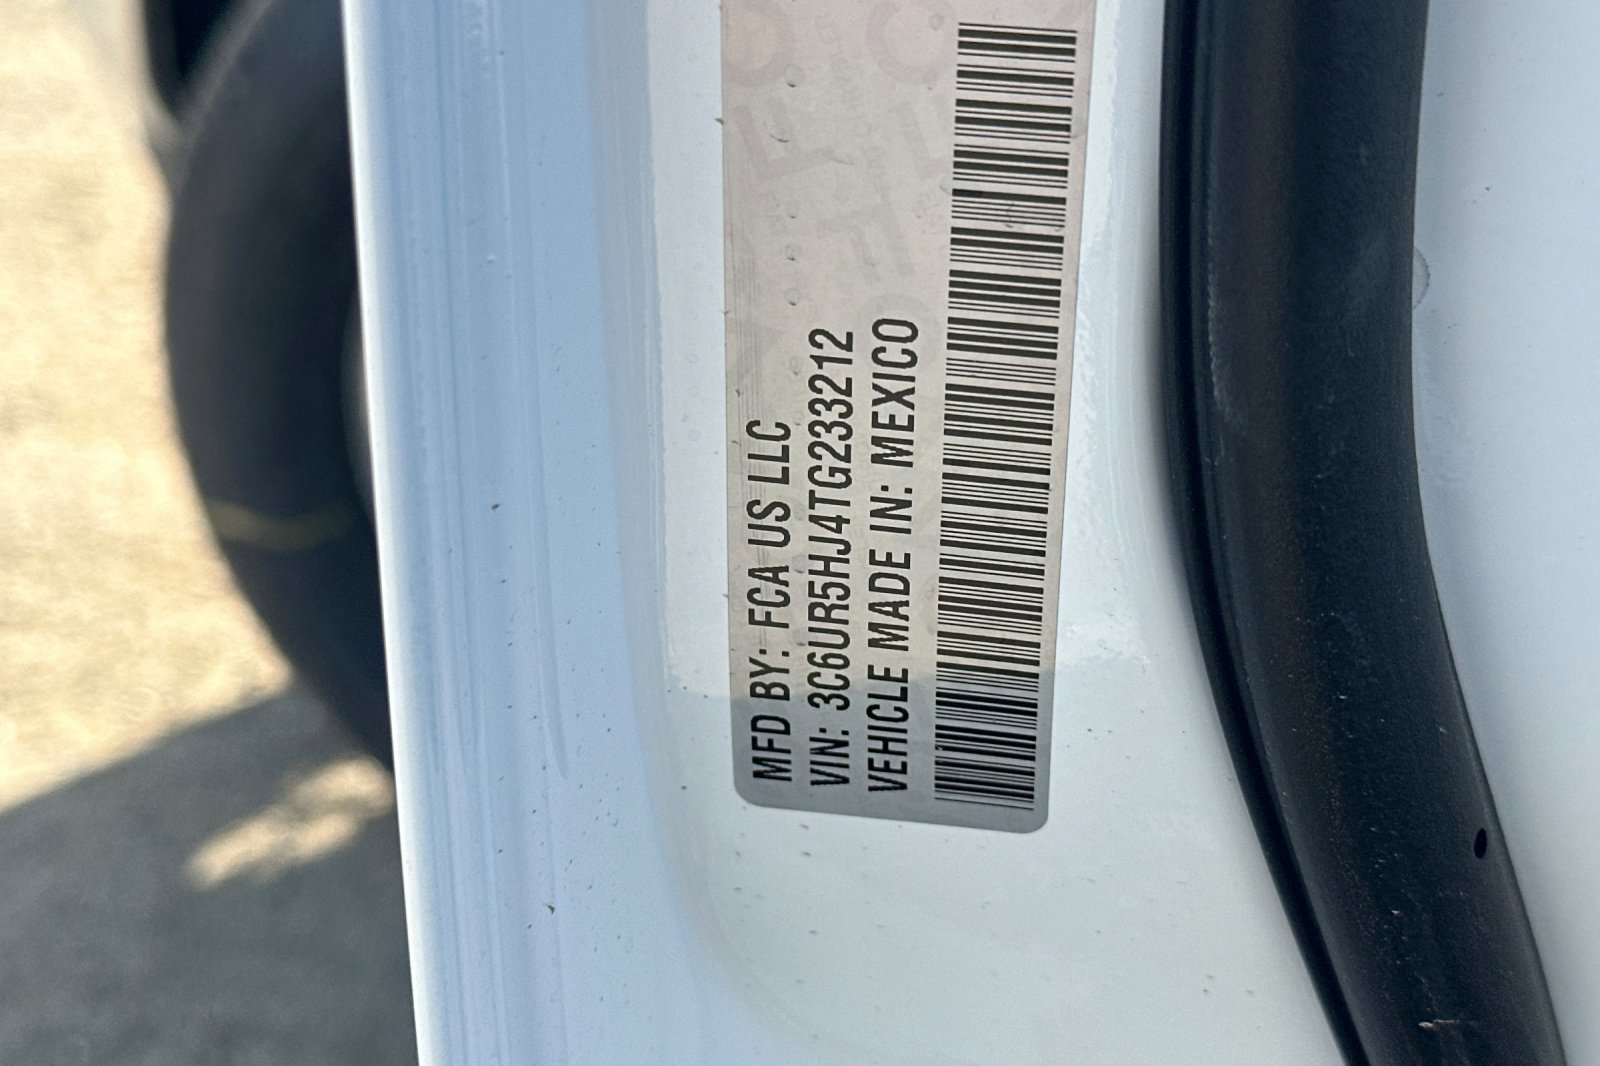 MFD BY: FCA US LLC
VIN: 3C6UR5HJ4TG233212
VEHICLE MADE IN: MEXICO